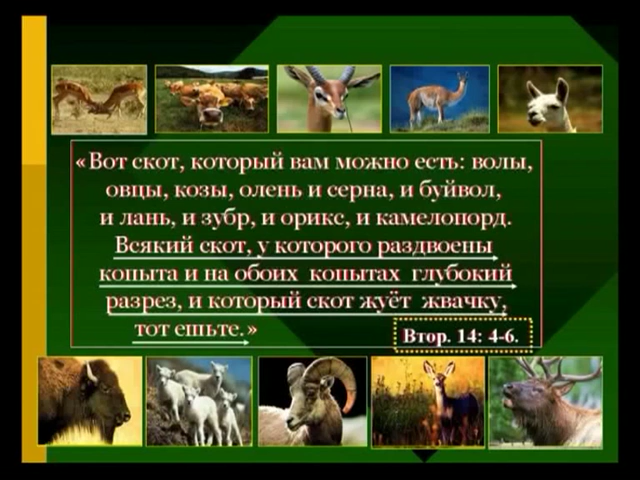 «Вот скот, который вам можно есть: волы,
овцы, козы, олень и серна, и буйвол,
и лань, и зубр, и орикс, и камелопорд.
Всякий скот, у которого раздвоены
копыта и на обоих копытах глубокий
разрез, и который скот жуёт жвачку,
тот ешьте.»
Втор. 14: 4-6.